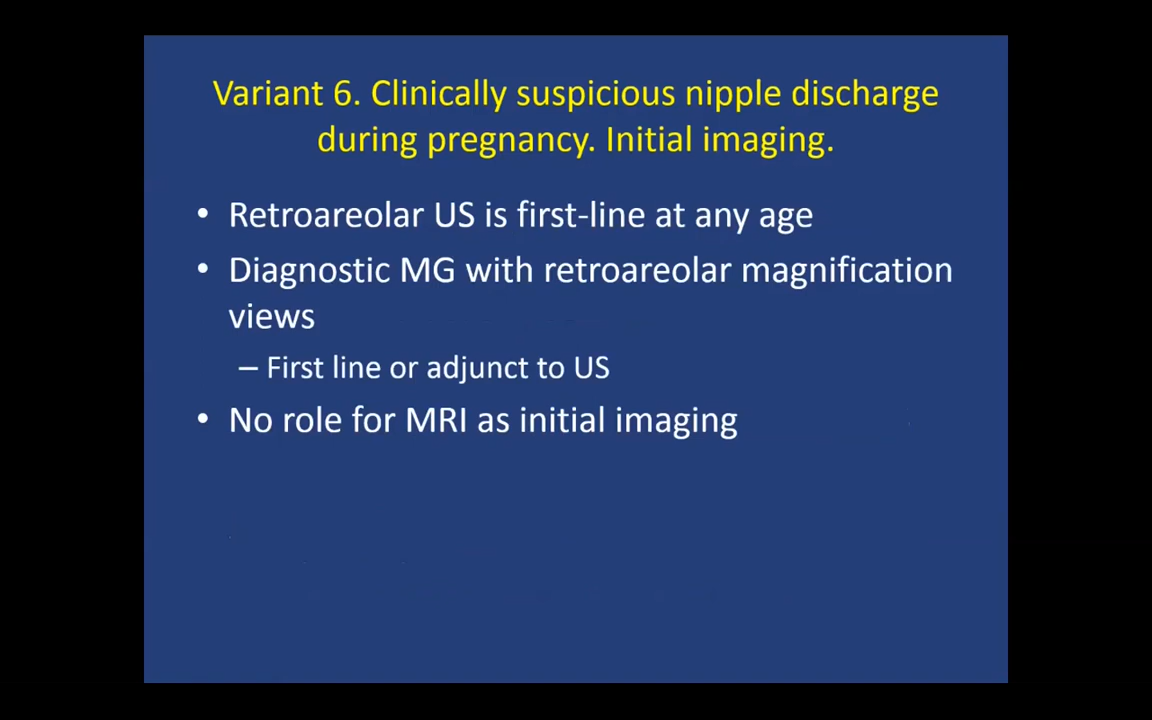 Variant 6. Clinically suspicious nipple discharge
during pregnancy. Initial imaging.
• Retroareolar US is first-line at any age
• Diagnostic MG with retroareolar magnification
views
– First line or adjunct to US
• No role for MRI as initial imaging